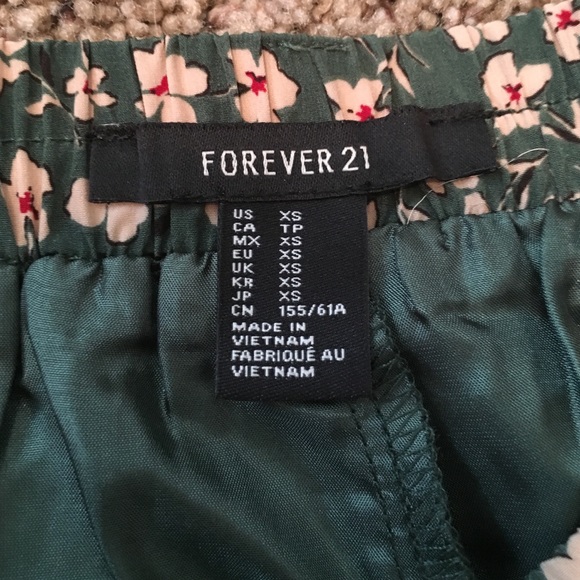 FOREVER 21
US XS
CA TP
MX XS
EU XS
UK XS
KR XS
JP XS
CN 155/61A
MADE IN
VIETNAM
FABRIQUÉ AU
VIETNAM